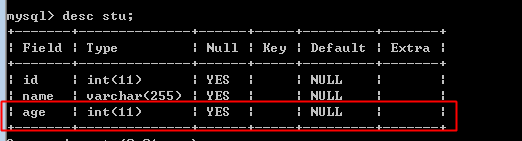 mysql> desc stu;
+-------+--------------+------+-----+---------+-------+
| Field | Type         | Null | Key | Default | Extra |
+-------+--------------+------+-----+---------+-------+
| id    | int(11)      | YES  |     | NULL    |       |
| name  | varchar(255) | YES  |     | NULL    |       |
| age   | int(11)      | YES  |     | NULL    |       |
+-------+--------------+------+-----+---------+-------+